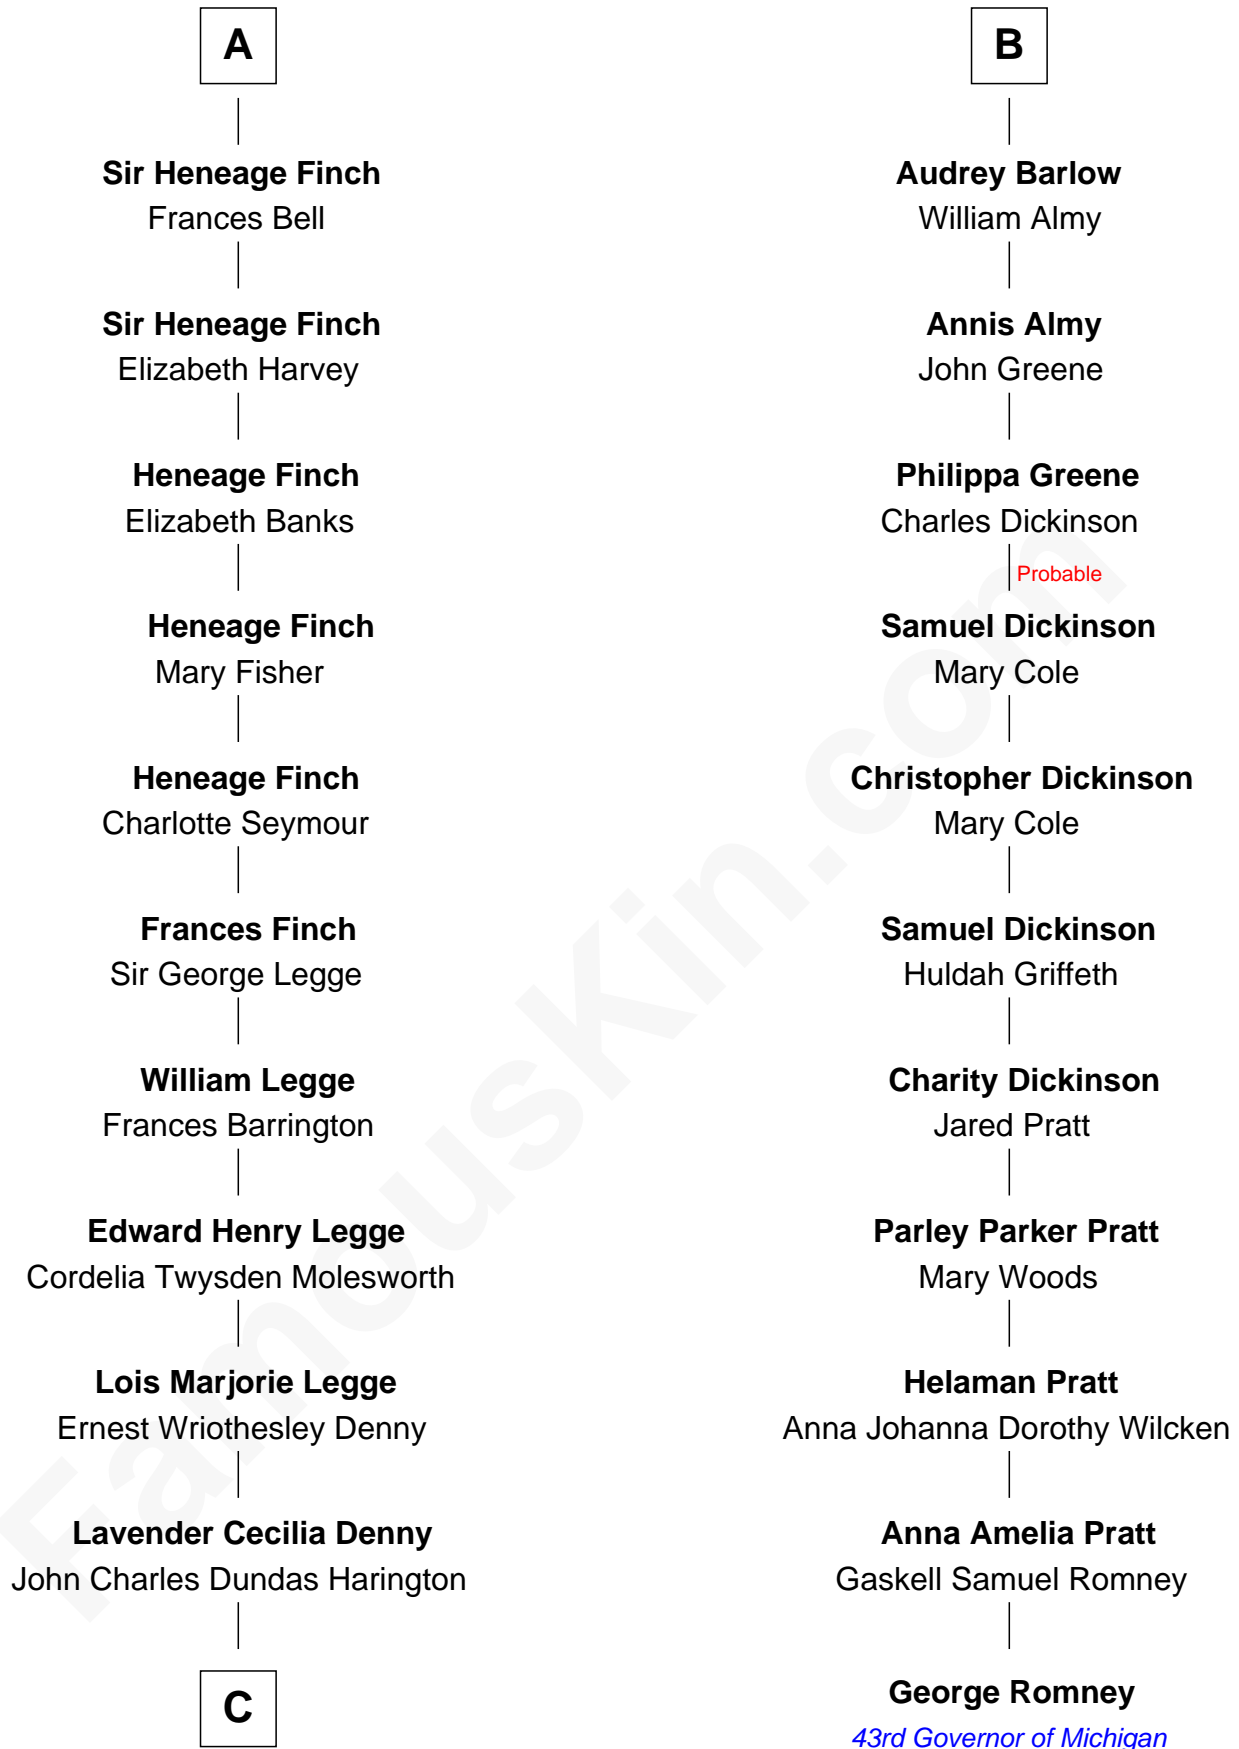 A
Sir Heneage Finch
Frances Bell
Sir Heneage Finch
Elizabeth Harvey
Heneage Finch
Elizabeth Banks
Heneage Finch
Mary Fisher
Heneage Finch
Charlotte Seymour
Frances Finch
Sir George Legge
William Legge
Frances Barrington
Edward Henry Legge
Cordelia Twysden Molesworth
Lois Marjorie Legge
Ernest Wriothesley Denny
Lavender Cecilia Denny
John Charles Dundas Harington
C
B
Audrey Barlow
William Almy
Annis Almy
John Greene
Philippa Greene
Charles Dickinson
Probable
Samuel Dickinson
Mary Cole
Christopher Dickinson
Mary Cole
Samuel Dickinson
Huldah Griffeth
Charity Dickinson
Jared Pratt
Parley Parker Pratt
Mary Woods
Helaman Pratt
Anna Johanna Dorothy Wilcken
Anna Amelia Pratt
Gaskell Samuel Romney
George Romney
43rd Governor of Michigan
FamousKin.com